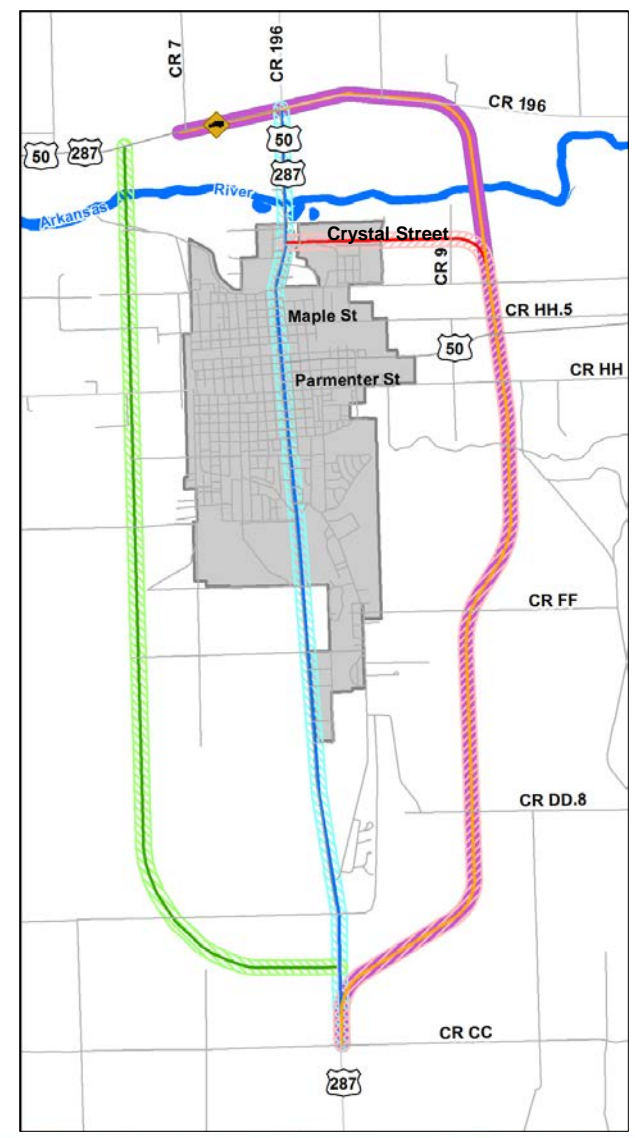 CR 7
CR 196
CR 196
50
287
50
287
River
Arkansas
Crystal Street
CR 9
Maple St
CR HH.5
50
Parmenter St
CR HH
CR FF
CR DD.8
CR CC
287